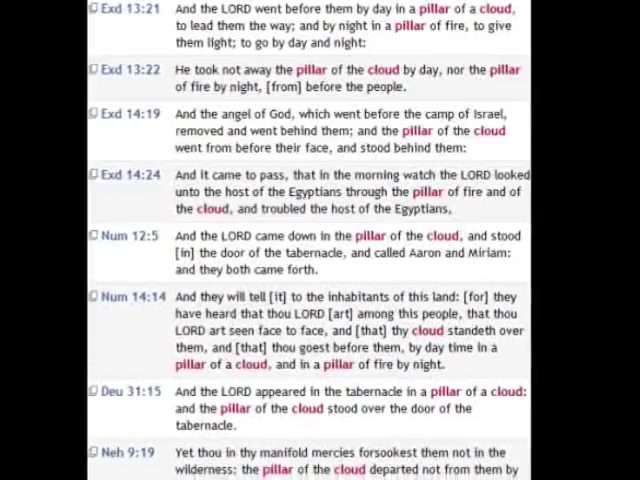 Exd 13:21 And the LORD went before them by day in a pillar of a cloud,
to lead them the way; and by night in a pillar of fire, to give
them light; to go by day and night:
Exd 13:22 He took not away the pillar of the cloud by day, nor the pillar
of fire by night, [from] before the people.
Exd 14:19 And the angel of God, which went before the camp of Israel,
removed and went behind them; and the pillar of the cloud
went from before their face, and stood behind them:
Exd 14:24 And it came to pass, that in the morning watch the LORD looked
unto the host of the Egyptians through the pillar of fire and of
the cloud, and troubled the host of the Egyptians,
Num 12:5 And the LORD came down in the pillar of the cloud, and stood
[in] the door of the tabernacle, and called Aaron and Miriam:
and they both came forth.
Num 14:14 And they will tell [it] to the inhabitants of this land: [for] they
have heard that thou LORD [art] among this people, that thou
LORD art seen face to face, and [that] thy cloud standeth over
them, and [that] thou goest before them, by day time in a
pillar of a cloud, and in a pillar of fire by night.
Deu 31:15 And the LORD appeared in the tabernacle in a pillar of a cloud:
and the pillar of the cloud stood over the door of the
tabernacle.
Neh 9:19 Yet thou in thy manifold mercies forsookest them not in the
wilderness: the pillar of the cloud departed not from them by